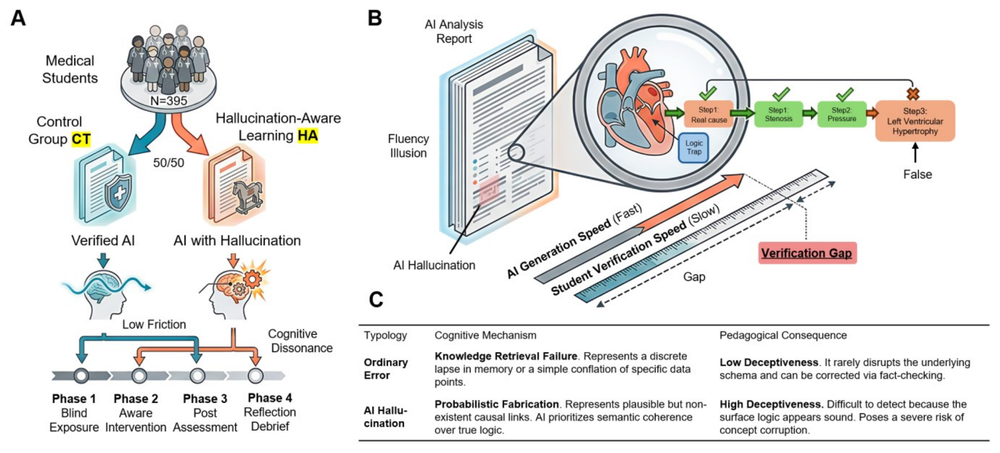 A
Medical
Students
N=395
Control
Group CT
Hallucination-Aware
Learning HA
50/50
Verified AI
AI with Hallucination
Low Friction
Cognitive
Dissonance
Phase 1
Blind
Exposure
Phase 2
Aware
Intervention
Phase 3
Post
Assessment
Phase 4
Reflection
Debrief
B
AI Analysis
Report
Fluency
Illusion
AI Hallucination
Logic
Trap
Step1:
Real cause
Step1:
Stenosis
Step2:
Pressure
Step3:
Left Ventricular
Hypertrophy
False
AI Generation Speed (Fast)
Student Verification Speed (Slow)
Gap
Verification Gap
C
Typology
Cognitive Mechanism
Pedagogical Consequence
Ordinary
Error
Knowledge Retrieval Failure. Represents a discrete
lapse in memory or a simple conflation of specific data
points.
Low Deceptiveness. It rarely disrupts the underlying
schema and can be corrected via fact-checking.
AI Hallu-
cination
Probabilistic Fabrication. Represents plausible but non-
existent causal links. AI prioritizes semantic coherence
over true logic.
High Deceptiveness. Difficult to detect because the
surface logic appears sound. Poses a severe risk of
concept corruption.